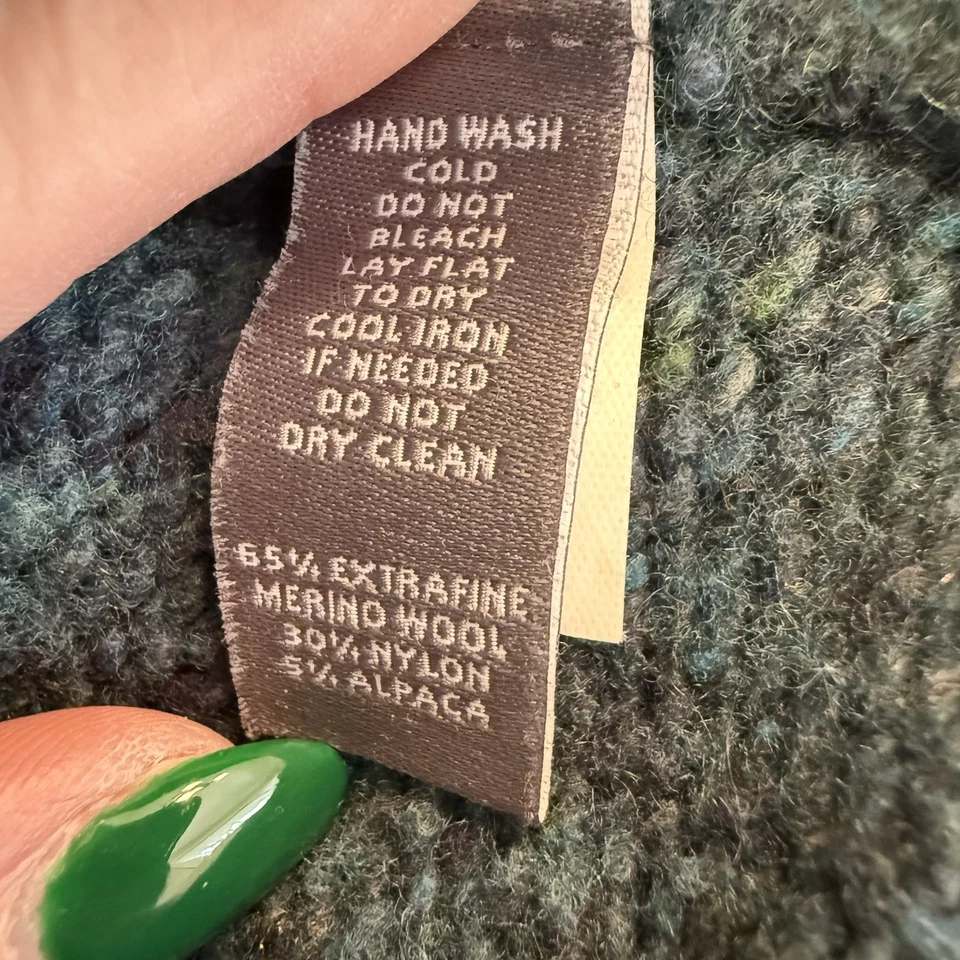 HAND WASH
COLD
DO NOT
BLEACH
LAY FLAT
TO DRY
COOL IRON
IF NEEDED
DO NOT
DRY CLEAN
65% EXTRAFINE
MERINO WOOL
30% NYLON
5% ALPACA